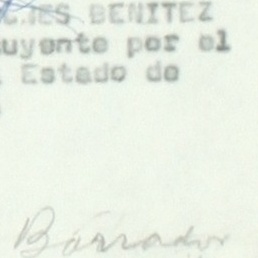 BENITEZ
uyente por el
Estado de
Borrador